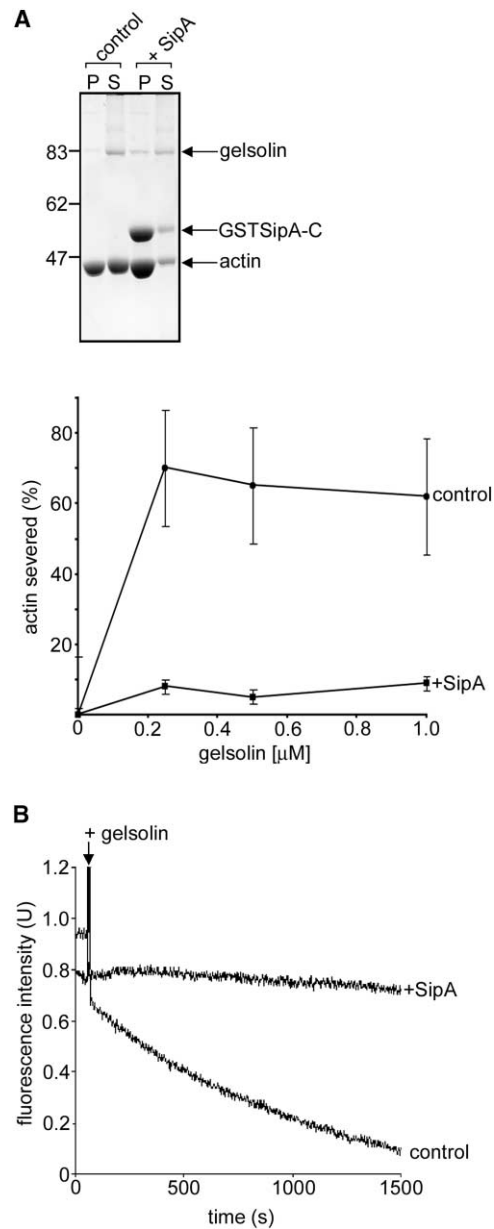 A
control
+ SipA
P S P S
83
gelsolin
62
GSTSipA-C
47
actin
80
60
40
20
0 0.2 0.4 0.6 0.8 1.0
actin severed (%)
control
+SipA
gelsolin [μM]
B
+ gelsolin
1.2
1.0
0.8
0.6
0.4
0.2
0
0 500 1000 1500
fluorescence intensity (U)
+SipA
control
time (s)